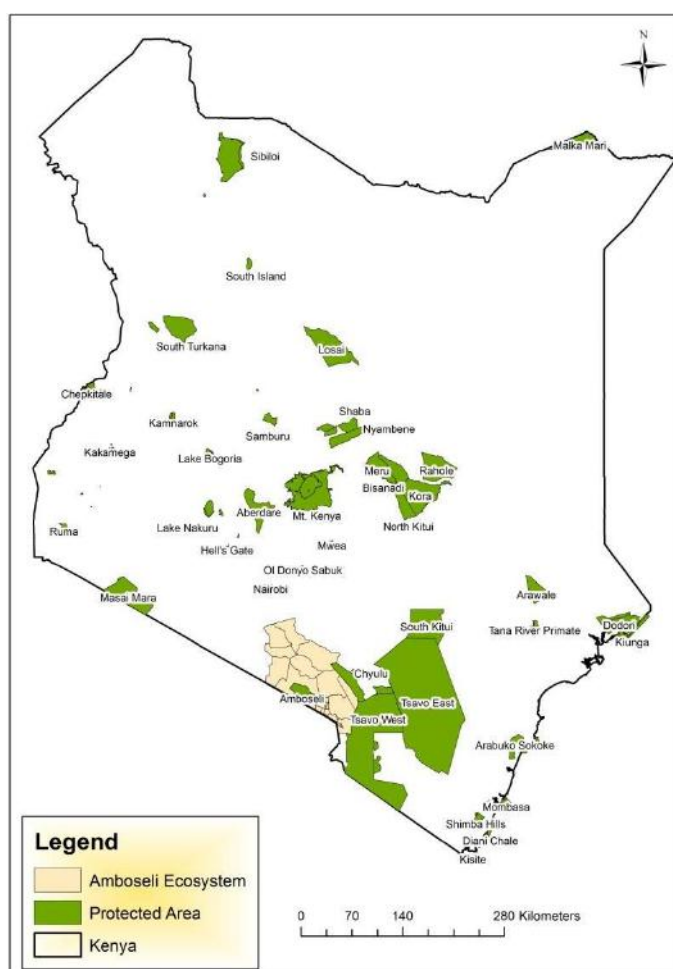 N
Sibiloi
Malka Mari
South Island
South Turkana
Losai
Chepkitale
Kamnarok
Samburu
Shaba
Nyambene
Kakamega
Lake Bogoria
Meru
Rahole
Bisanadi
Kora
Mt. Kenya
North Kitui
Aberdare
Lake Nakuru
Ruma
Hell's Gate
Mwea
Ol Donyo Sabuk
Nairobi
Masai Mara
Arawale
South Kitui
Tana River Primate
Dodori
Kiunga
Chyulu
Amboseli
Tsavo East
Tsavo West
Arabuko Sokoke
Mombasa
Shimba Hills
Diani Chale
Kisite
Legend
Amboseli Ecosystem
Protected Area
Kenya
0 70 140 280 Kilometers